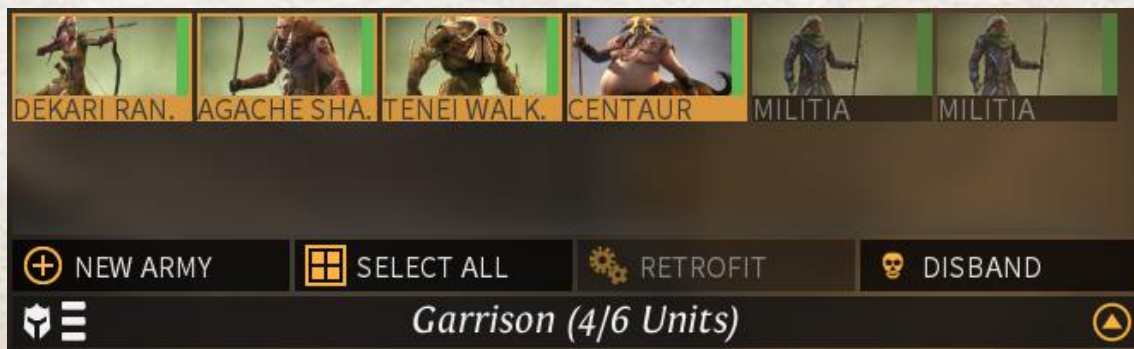 DEKARI RAN. AGACHE SHA. TENEI WALK. CENTAUR MILITIA MILITIA
NEW ARMY SELECT ALL RETROFIT DISBAND
Garrison (4/6 Units)